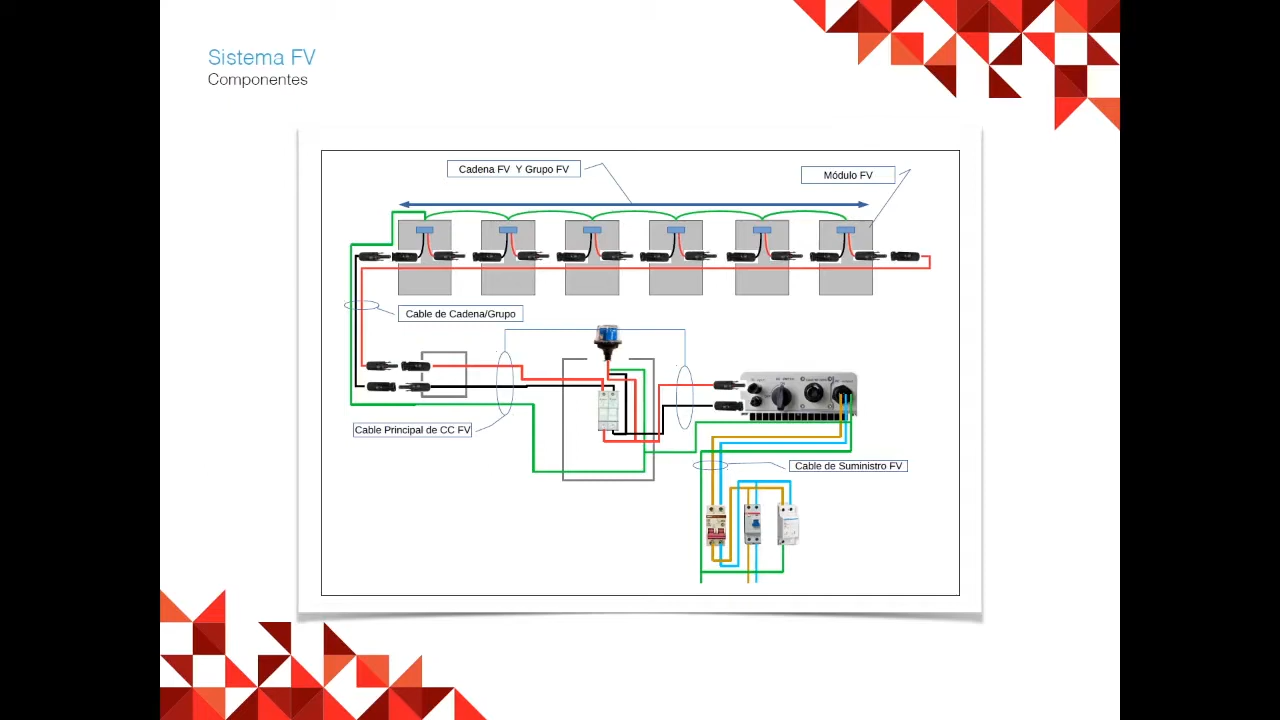 Sistema FV
Componentes
Cadena FV Y Grupo FV
Módulo FV
Cable de Cadena/Grupo
Cable Principal de CC FV
Cable de Suministro FV